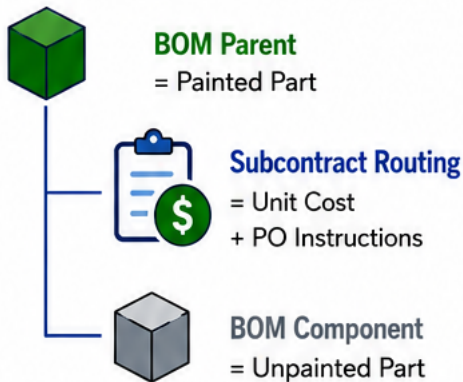 BOM Parent
= Painted Part
$
Subcontract Routing
= Unit Cost
+ PO Instructions
BOM Component
= Unpainted Part